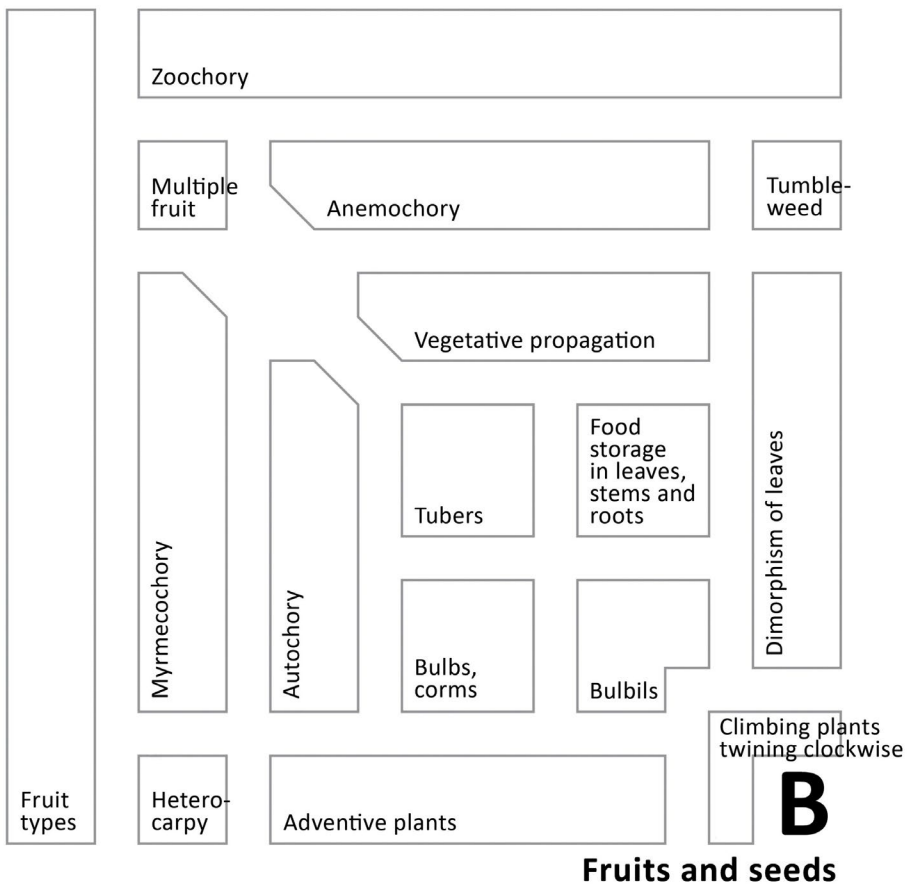 Zoochory
Multiple
fruit
Anemochory
Tumble-
weed
Vegetative propagation
Food
storage
in leaves,
stems and
roots
Tubers
Dimorphism of leaves
Myrmecochory
Autochory
Bulbs,
corms
Bulbils
Climbing plants
twining clockwise
Fruit
types
Hetero-
carpy
Adventive plants
B
Fruits and seeds